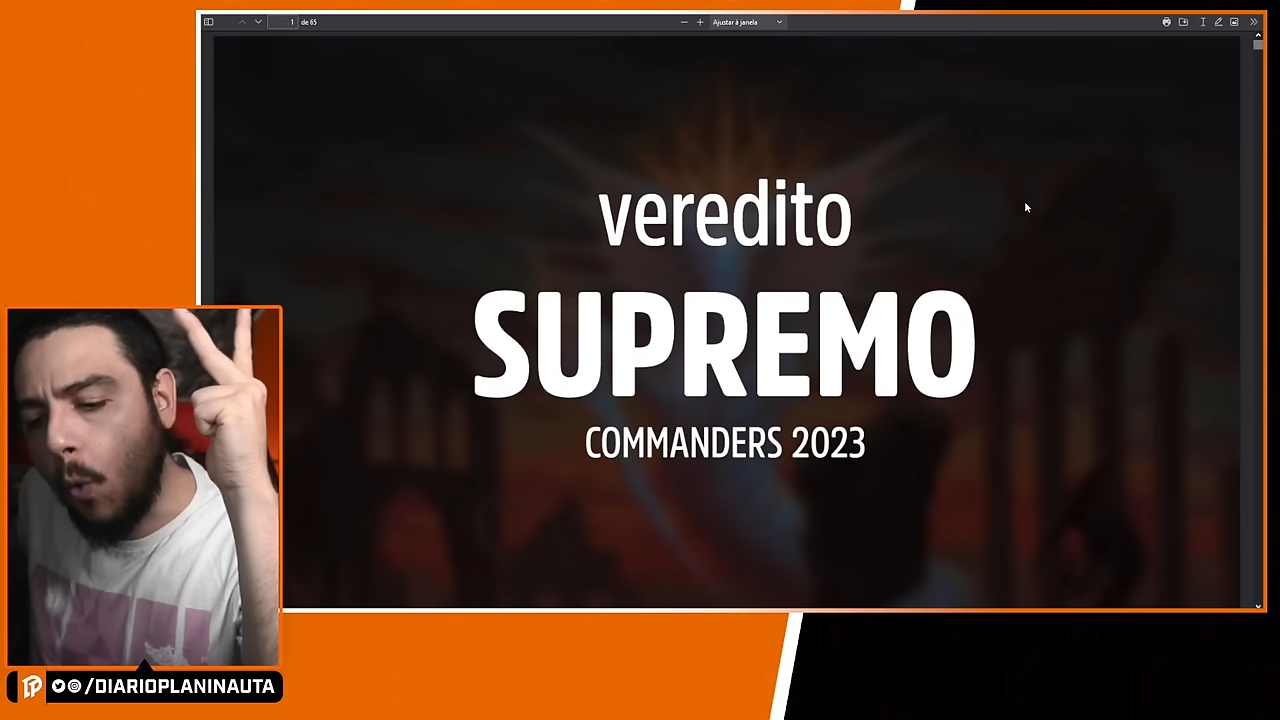 1 de 65
Ajustar à janela
veredito
SUPREMO
COMMANDERS 2023
/DIARIOPLANINAUTA